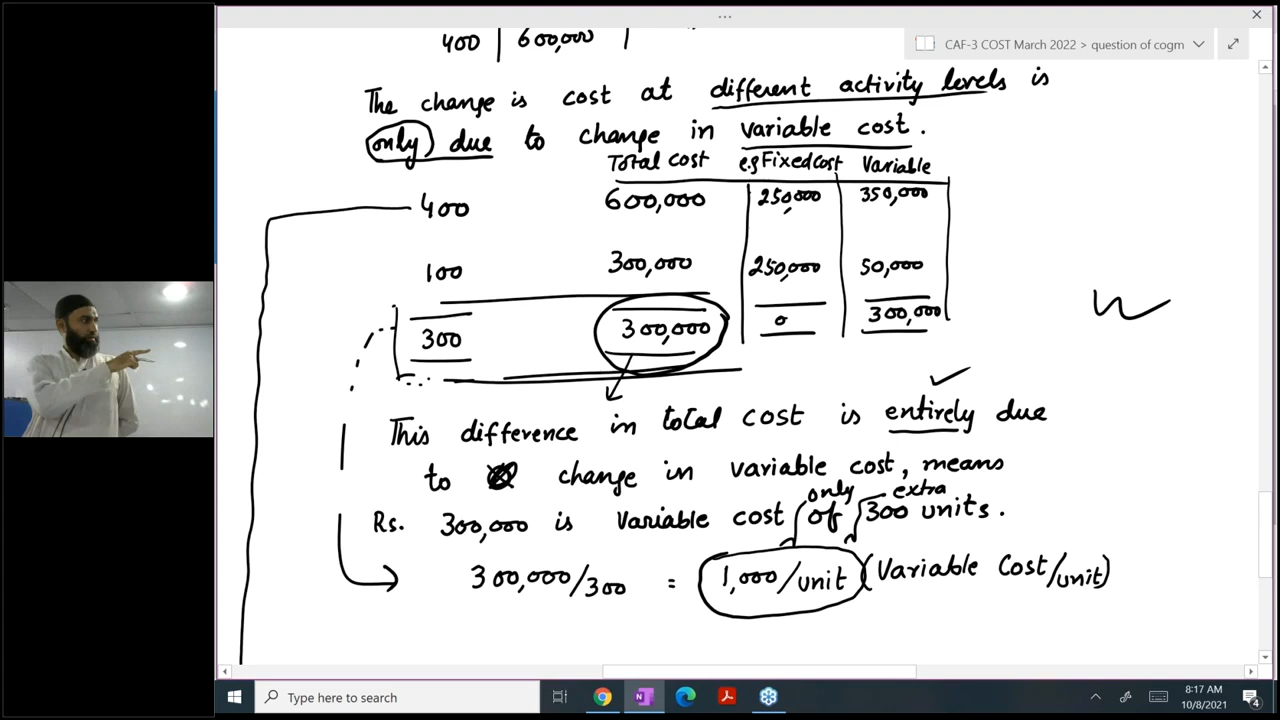 CAF-3 COST March 2022 > question of cogm
400 600,000
The change is cost at different activity levels is
only due to change in variable cost.
Total cost e.g Fixed cost Variable
400 600,000 250,000 350,000
100 300,000 250,000 50,000
300 300,000 0 300,000
This difference in total cost is entirely due
to change in variable cost, means
only extra
Rs. 300,000 is variable cost of 300 units.
300,000/300 = 1,000/unit (Variable Cost/unit)
Type here to search
8:17 AM
10/8/2021
4